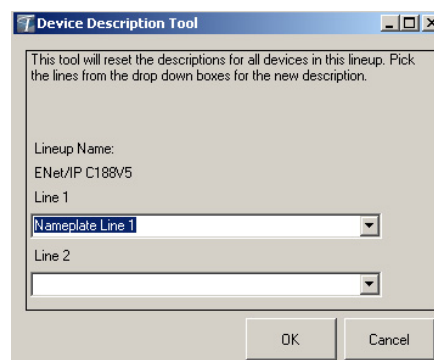 Device Description Tool
This tool will reset the descriptions for all devices in this lineup. Pick
the lines from the drop down boxes for the new description.
Lineup Name:
ENet/IP C188V5
Line 1
Nameplate Line 1
Line 2
OK Cancel